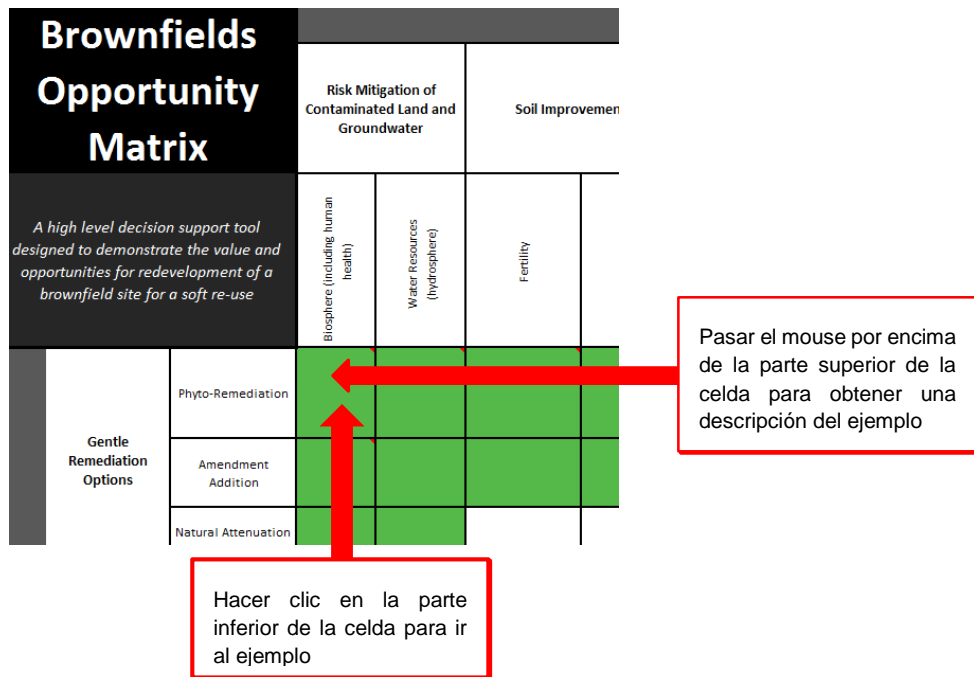 Brownfields
Opportunity
Matrix
Risk Mitigation of
Contaminated Land and
Groundwater
Soil Improvemen
A high level decision support tool
designed to demonstrate the value and
opportunities for redevelopment of a
brownfield site for a soft re-use
Biosphere (including human
health)
Water Resources
(hydrosphere)
Fertility
Gentle
Remediation
Options
Phyto-Remediation
Amendment
Addition
Natural Attenuation
Pasar el mouse por encima
de la parte superior de la
celda para obtener una
descripción del ejemplo
Hacer clic en la parte
inferior de la celda para ir
al ejemplo